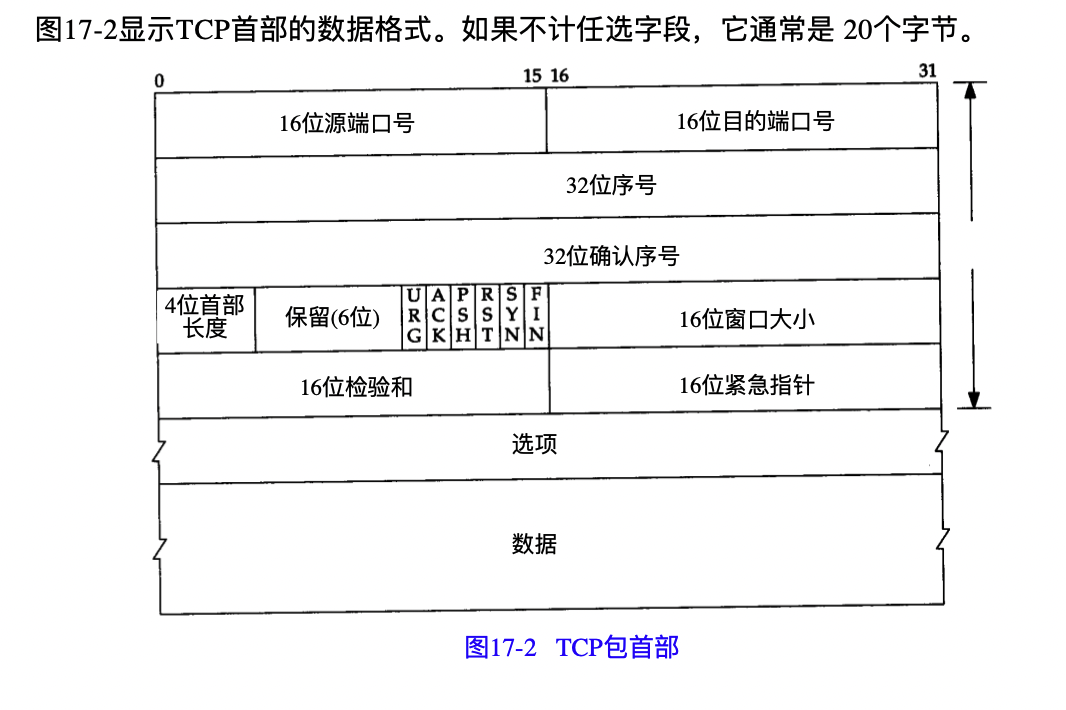 图17-2显示TCP首部的数据格式。如果不计任选字段，它通常是 20个字节。
0 15 16 31
16位源端口号 16位目的端口号
32位序号
32位确认序号
4位首部长度 保留(6位) URG ACK PSH RST SYN FIN 16位窗口大小
16位检验和 16位紧急指针
选项
数据
图17-2 TCP包首部